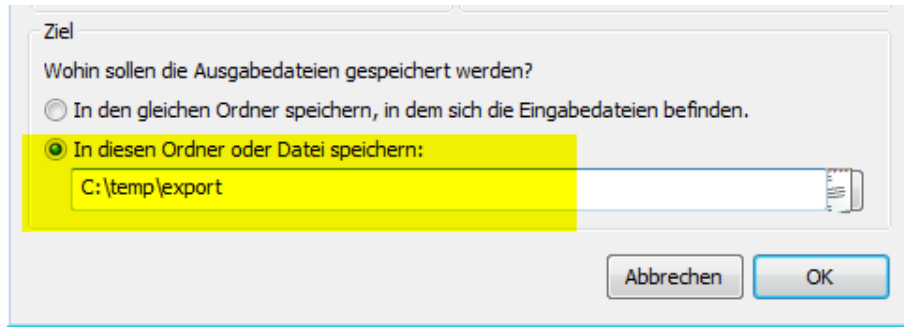 Ziel
Wohin sollen die Ausgabedateien gespeichert werden?
In den gleichen Ordner speichern, in dem sich die Eingabedateien befinden.
In diesen Ordner oder Datei speichern:
C:\temp\export
Abbrechen OK